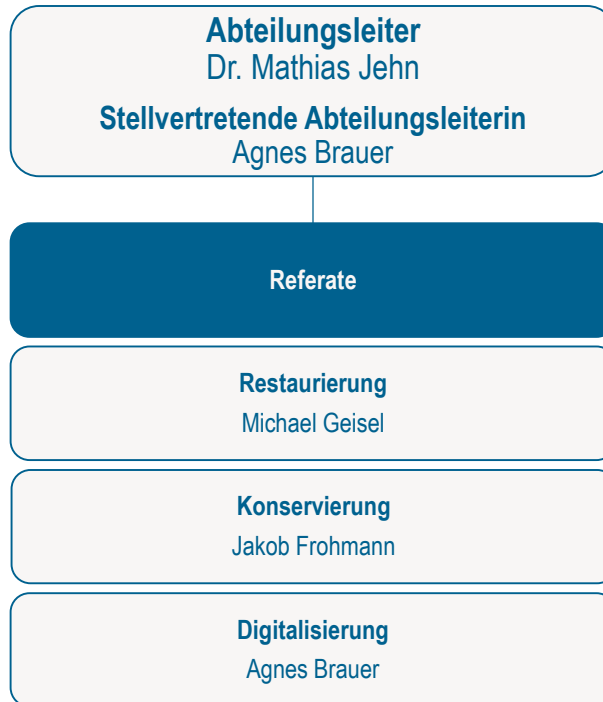 Abteilungsleiter
Dr. Mathias Jehn
Stellvertretende Abteilungsleiterin
Agnes Brauer
Referate
Restaurierung
Michael Geisel
Konservierung
Jakob Frohmann
Digitalisierung
Agnes Brauer